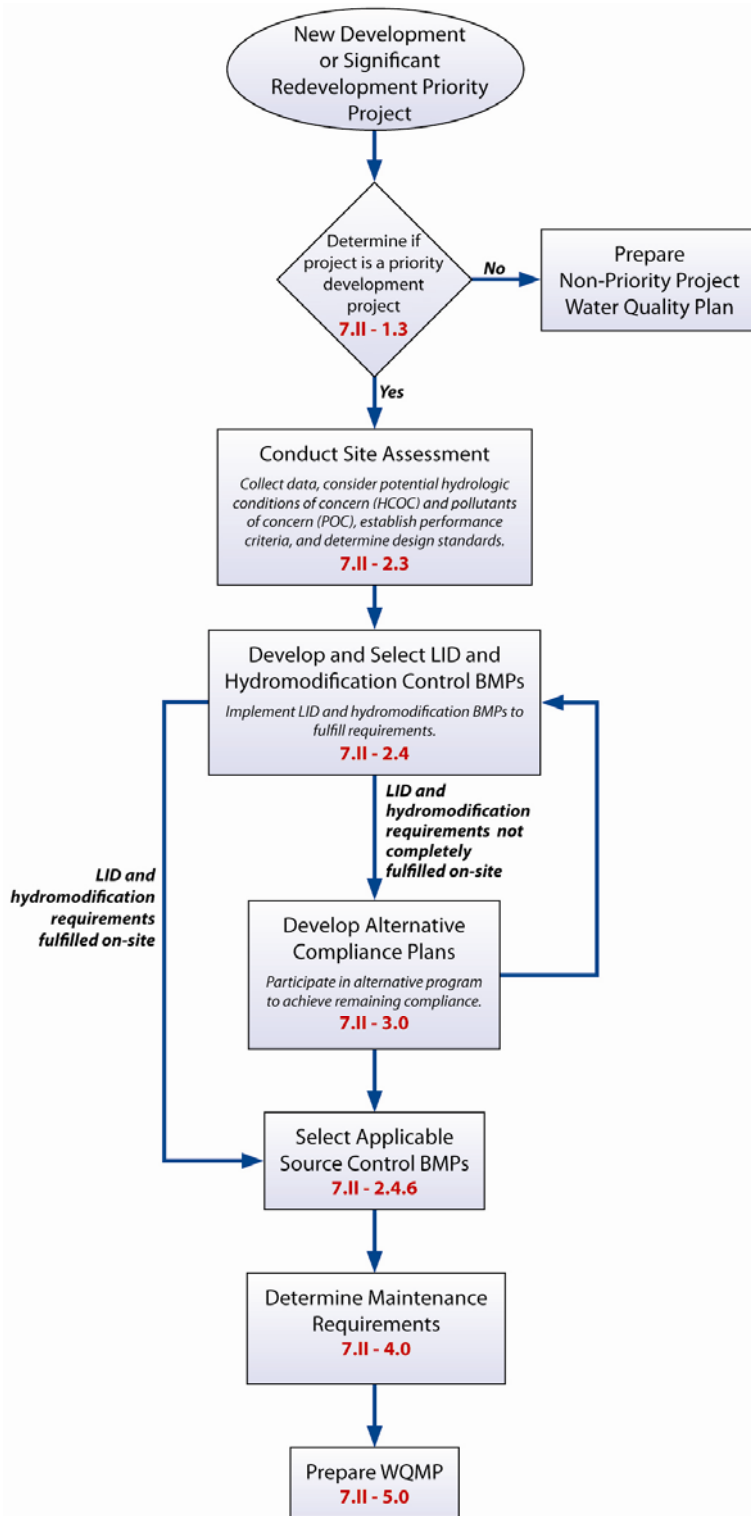 New Development
or Significant
Redevelopment Priority
Project
Determine if
project is a priority
development
project
7.II - 1.3
No
Prepare
Non-Priority Project
Water Quality Plan
Yes
Conduct Site Assessment
Collect data, consider potential hydrologic
conditions of concern (HCOC) and pollutants
of concern (POC), establish performance
criteria, and determine design standards.
7.II - 2.3
Develop and Select LID and
Hydromodification Control BMPs
Implement LID and hydromodification BMPs to
fulfill requirements.
7.II - 2.4
LID and
hydromodification
requirements not
completely
fulfilled on-site
LID and
hydromodification
requirements
fulfilled on-site
Develop Alternative
Compliance Plans
Participate in alternative program
to achieve remaining compliance.
7.II - 3.0
Select Applicable
Source Control BMPs
7.II - 2.4.6
Determine Maintenance
Requirements
7.II - 4.0
Prepare WQMP
7.II - 5.0